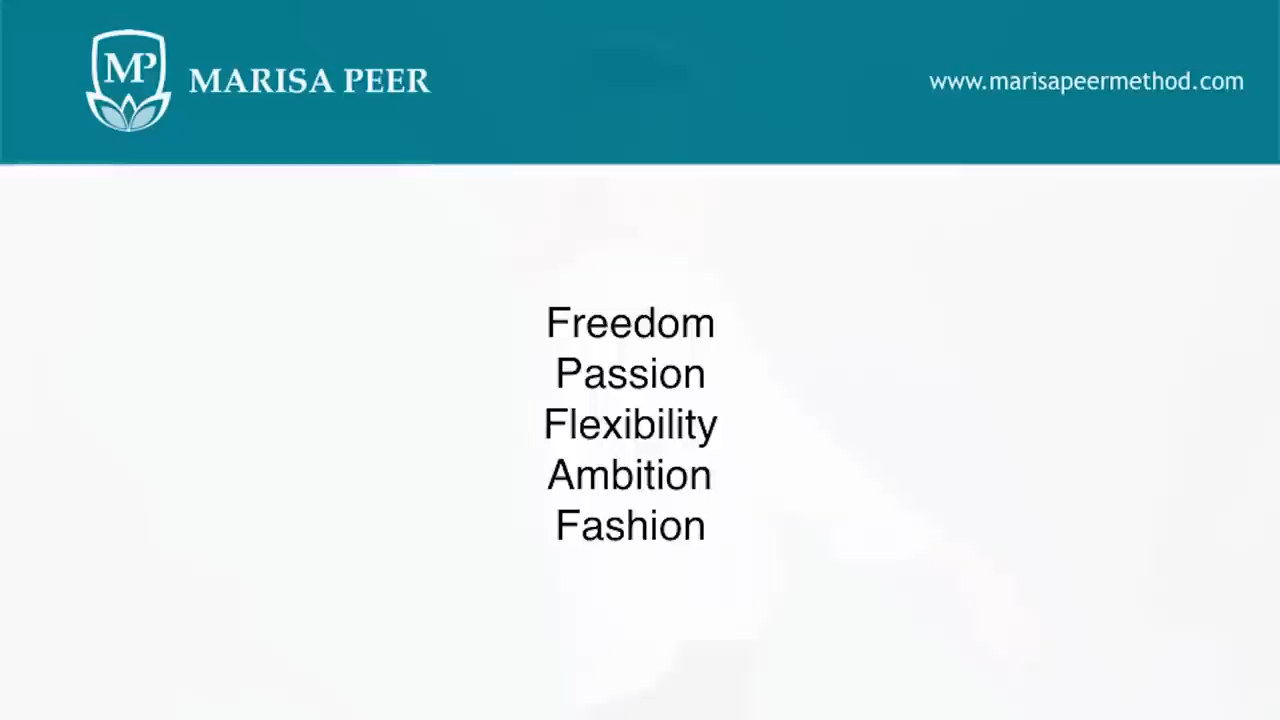 MP
MARISA PEER
www.marisapeermethod.com
Freedom
Passion
Flexibility
Ambition
Fashion